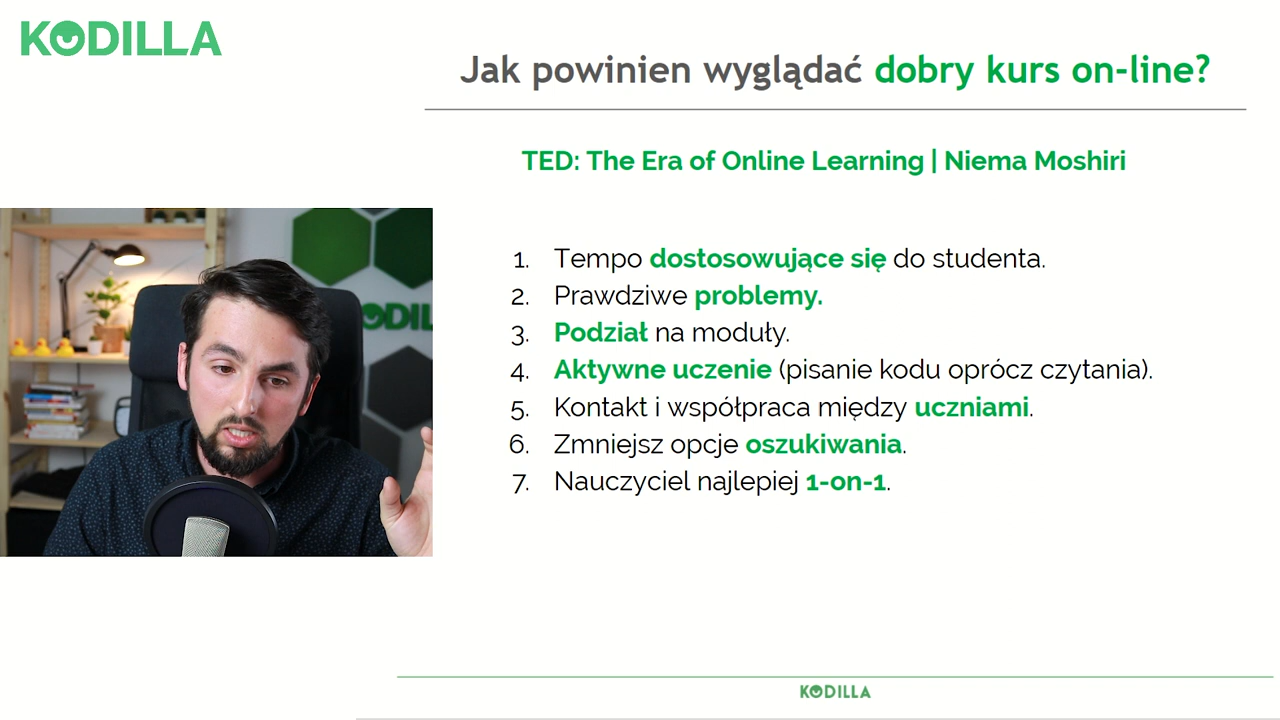 KODILLA
Jak powinien wyglądać dobry kurs on-line?
TED: The Era of Online Learning | Niema Moshiri
1. Tempo dostosowujące się do studenta.
2. Prawdziwe problemy.
3. Podział na moduły.
4. Aktywne uczenie (pisanie kodu oprócz czytania).
5. Kontakt i współpraca między uczniami.
6. Zmniejsz opcje oszukiwania.
7. Nauczyciel najlepiej 1-on-1.
KODILLA